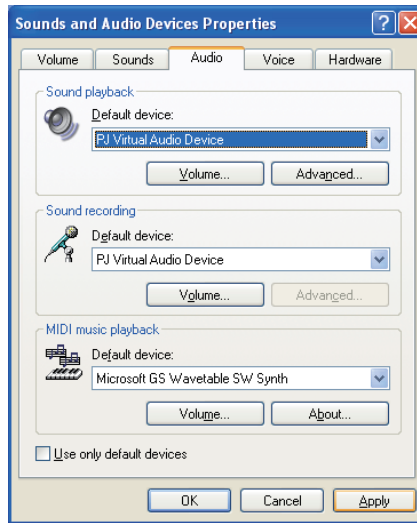 Sounds and Audio Devices Properties
Volume Sounds Audio Voice Hardware
Sound playback
Default device:
PJ Virtual Audio Device
Volume... Advanced...
Sound recording
Default device:
PJ Virtual Audio Device
Volume... Advanced...
MIDI music playback
Default device:
Microsoft GS Wavetable SW Synth
Volume... About...
Use only default devices
OK Cancel Apply